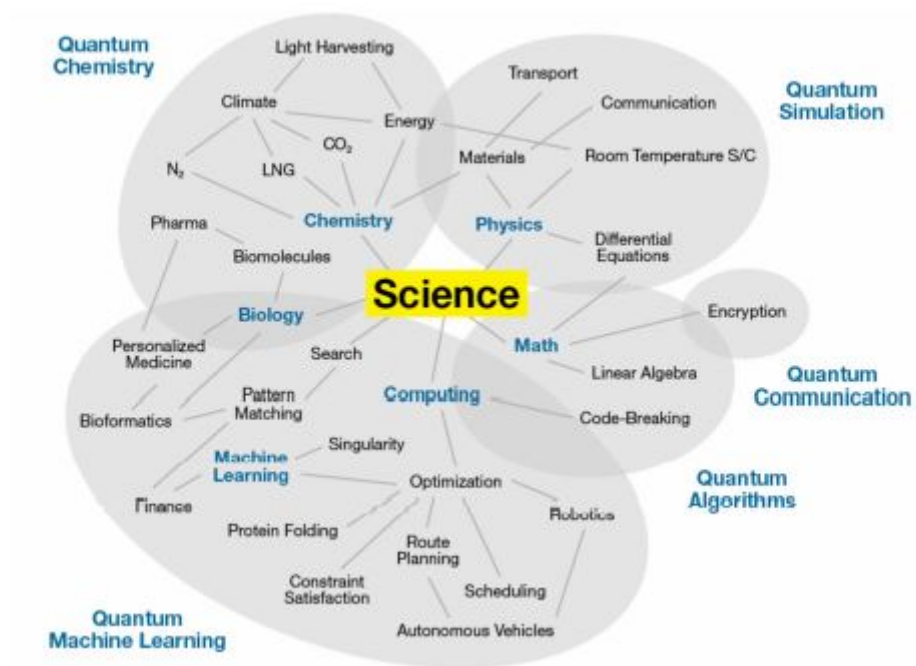 Quantum
Chemistry
Light Harvesting
Transport
Quantum
Simulation
Climate
Communication
Energy
CO₂
Materials
Room Temperature S/C
N₂
LNG
Chemistry
Physics
Pharma
Differential
Equations
Biomolecules
Science
Encryption
Biology
Personalized
Medicine
Search
Math
Linear Algebra
Quantum
Communication
Pattern
Matching
Computing
Bioformatics
Code-Breaking
Machine
Learning
Singularity
Optimization
Quantum
Algorithms
Finance
Robotics
Protein Folding
Route
Planning
Constraint
Satisfaction
Scheduling
Quantum
Machine Learning
Autonomous Vehicles